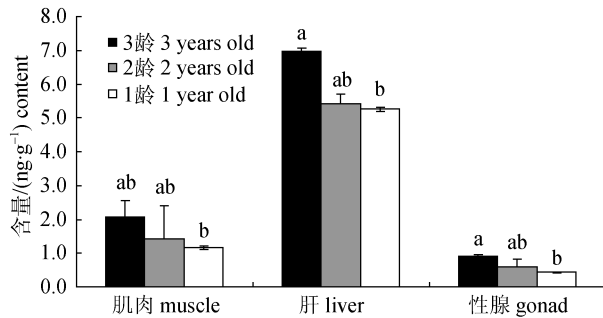 含量/(ng·g⁻¹) content
8.0
7.0
6.0
5.0
4.0
3.0
2.0
1.0
0.0
3龄 3 years old
2龄 2 years old
1龄 1 year old
ab ab b
a ab b
a ab b
肌肉 muscle 肝 liver 性腺 gonad